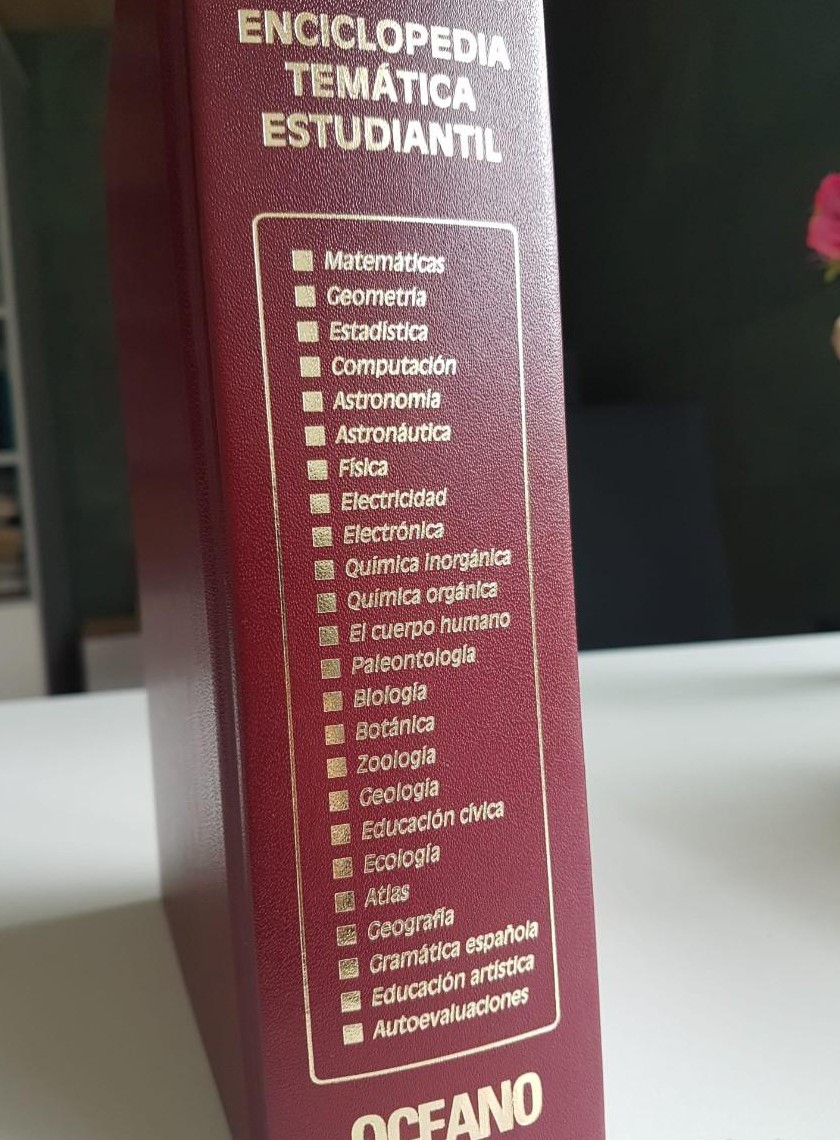 ENCICLOPEDIA
TEMÁTICA
ESTUDIANTIL
Matemáticas
Geometría
Estadística
Computación
Astronomía
Astronáutica
Física
Electricidad
Electrónica
Química inorgánica
Química orgánica
El cuerpo humano
Paleontología
Biología
Botánica
Zoología
Geología
Educación cívica
Ecología
Atlas
Geografía
Gramática española
Educación artística
Autoevaluaciones
OCEANO